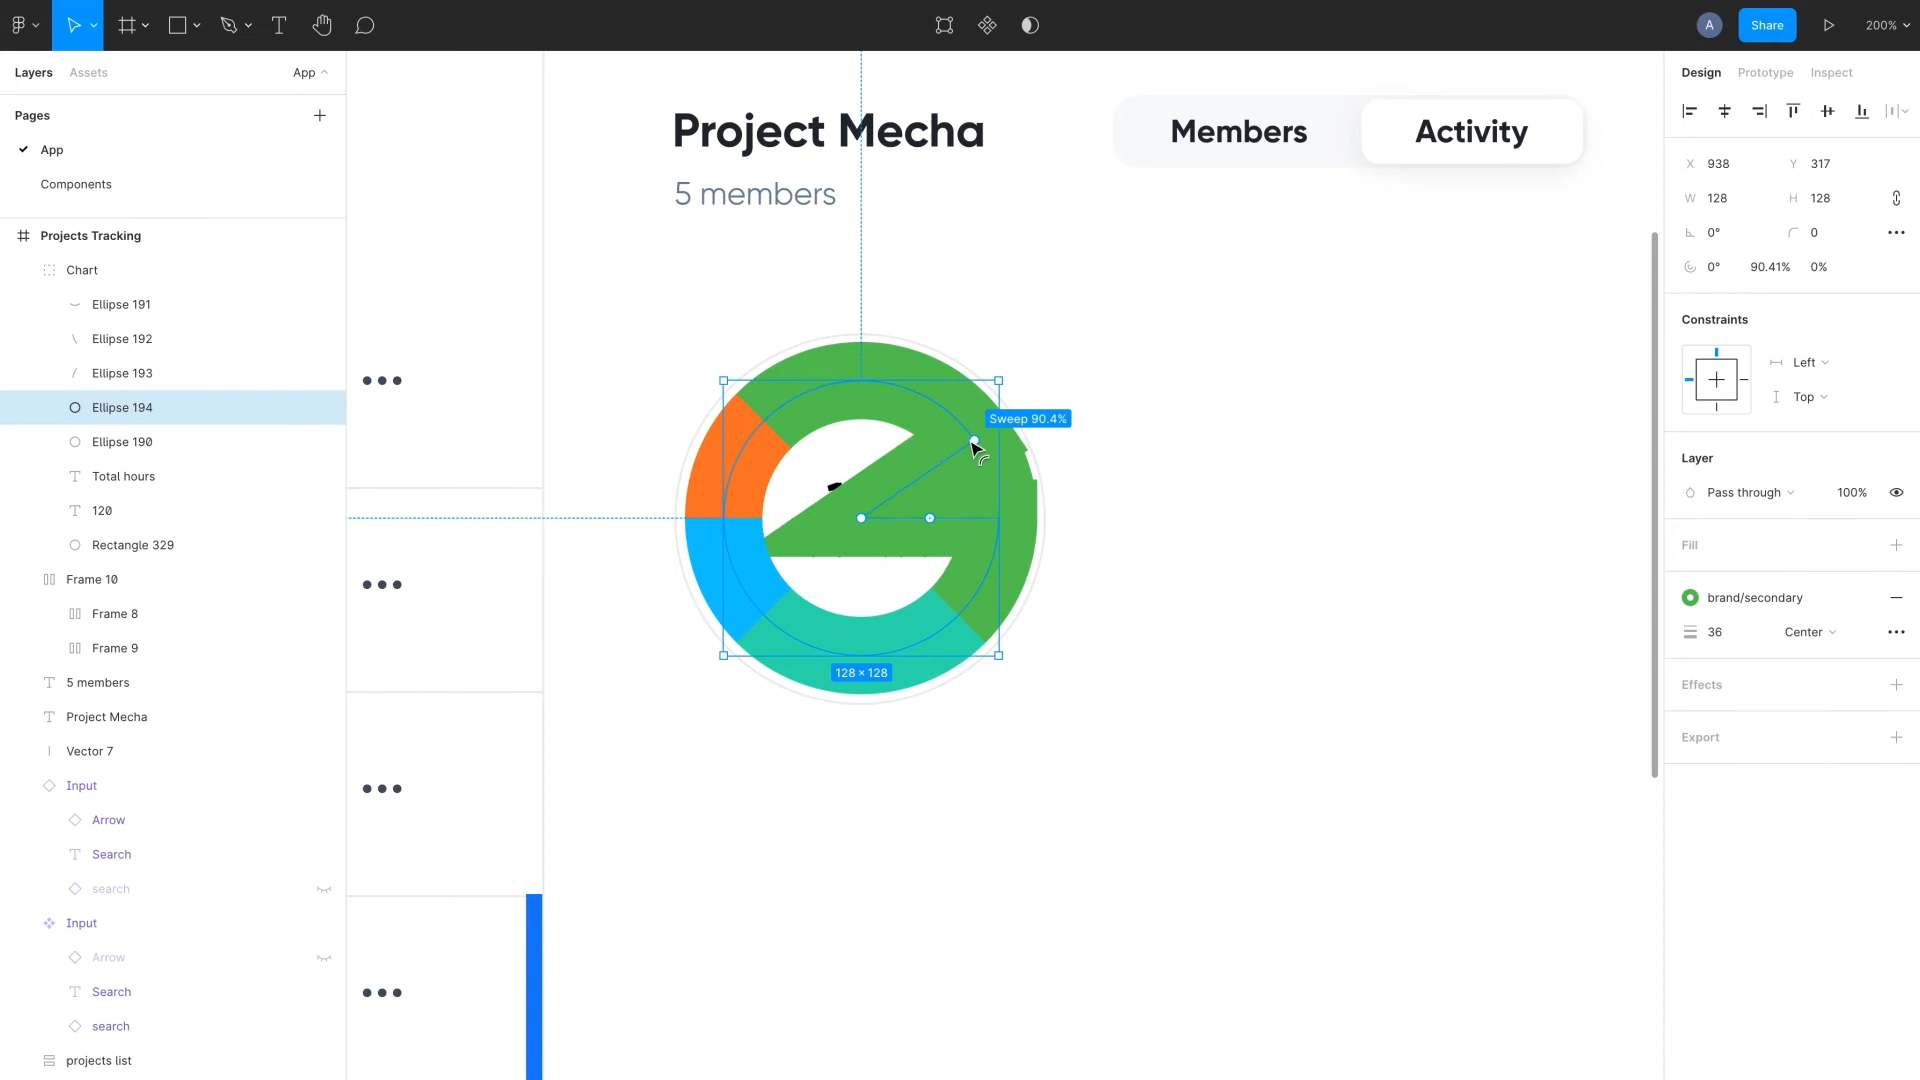 A
Share
200%
Layers
Assets
App
Pages
App
Components
Projects Tracking
Chart
Ellipse 191
Ellipse 192
Ellipse 193
Ellipse 194
Ellipse 190
Total hours
120
Rectangle 329
Frame 10
Frame 8
Frame 9
5 members
Project Mecha
Vector 7
Input
Arrow
Search
search
Input
Arrow
Search
search
projects list
Project Mecha
5 members
Members
Activity
Sweep 90.4%
128 × 128
Design
Prototype
Inspect
X 938
Y 317
W 128
H 128
0°
0
0°
90.41%
0%
Constraints
Left
Top
Layer
Pass through
100%
Fill
brand/secondary
36
Center
Effects
Export